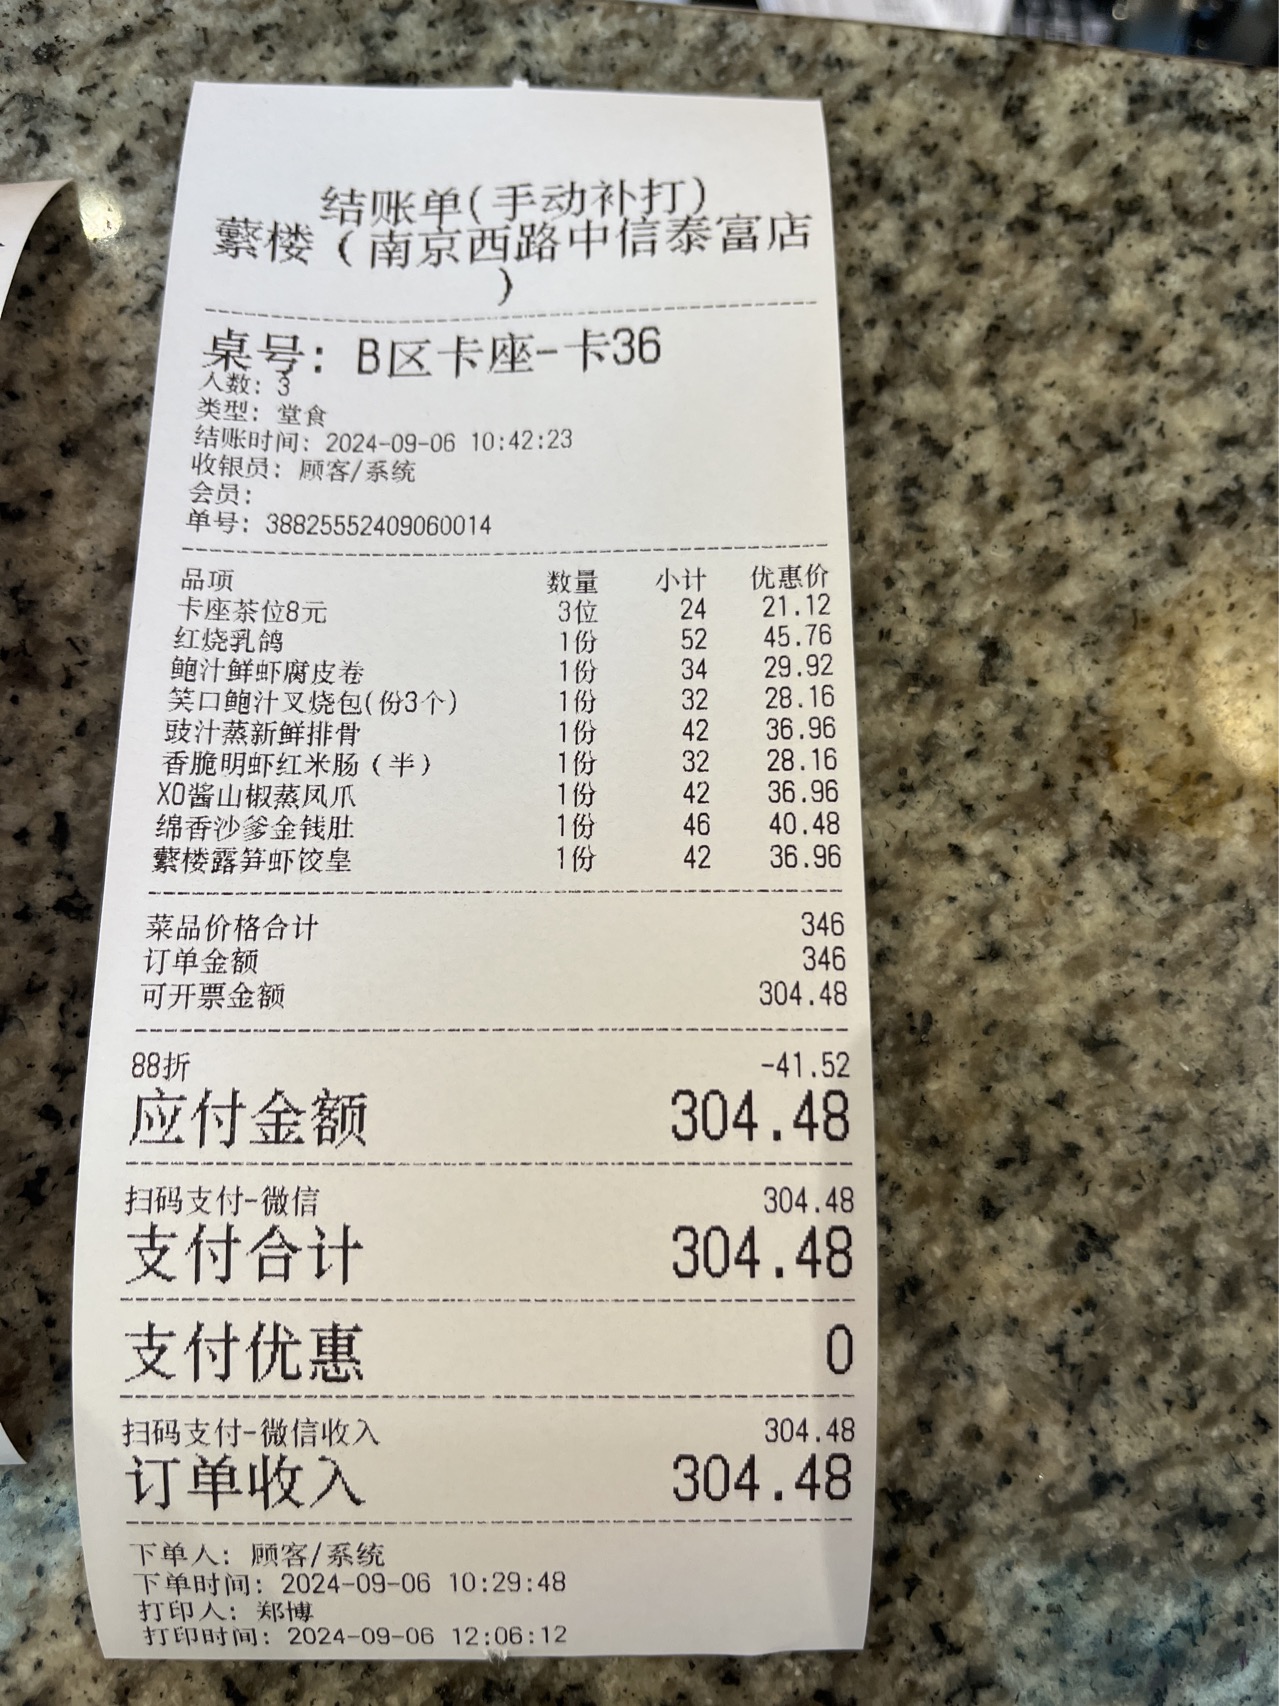 结账单(手动补打)
蘩楼（南京西路中信泰富店
）
桌号: B区卡座-卡36
人数: 3
类型: 堂食
结账时间: 2024-09-06 10:42:23
收银员: 顾客/系统
会员:
单号: 38825552409060014
品项 数量 小计 优惠价
卡座茶位8元 3位 24 21.12
红烧乳鸽 1份 52 45.76
鲍汁鲜虾腐皮卷 1份 34 29.92
笑口鲍汁叉烧包(份3个) 1份 32 28.16
豉汁蒸新鲜排骨 1份 42 36.96
香脆明虾红米肠（半） 1份 32 28.16
XO酱山椒蒸凤爪 1份 42 36.96
绵香沙爹金钱肚 1份 46 40.48
蘩楼露笋虾饺皇 1份 42 36.96
菜品价格合计 346
订单金额 346
可开票金额 304.48
88折 -41.52
应付金额 304.48
扫码支付-微信 304.48
支付合计 304.48
支付优惠 0
扫码支付-微信收入 304.48
订单收入 304.48
下单人: 顾客/系统
下单时间: 2024-09-06 10:29:48
打印人: 郑博
打印时间: 2024-09-06 12:06:12